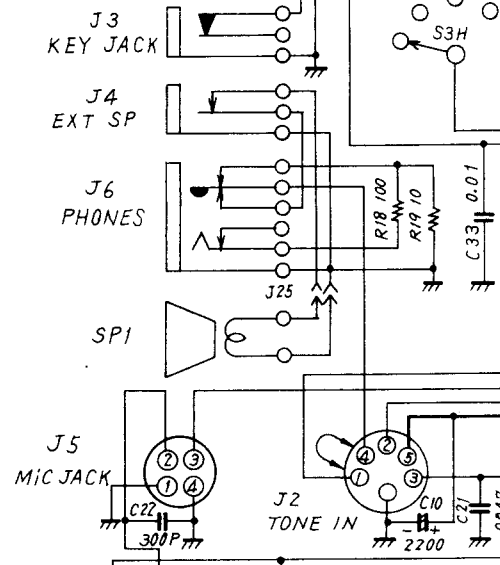 J3
KEY JACK
S3H
J4
EXT SP
J6
PHONES
R18 100
R19 10
C33 0.01
J25
SP1
J5
MiC JACK
2 3
1 4
C22
300P
J2
TONE IN
2
4 5
1 3
C10
- +
2200
C21